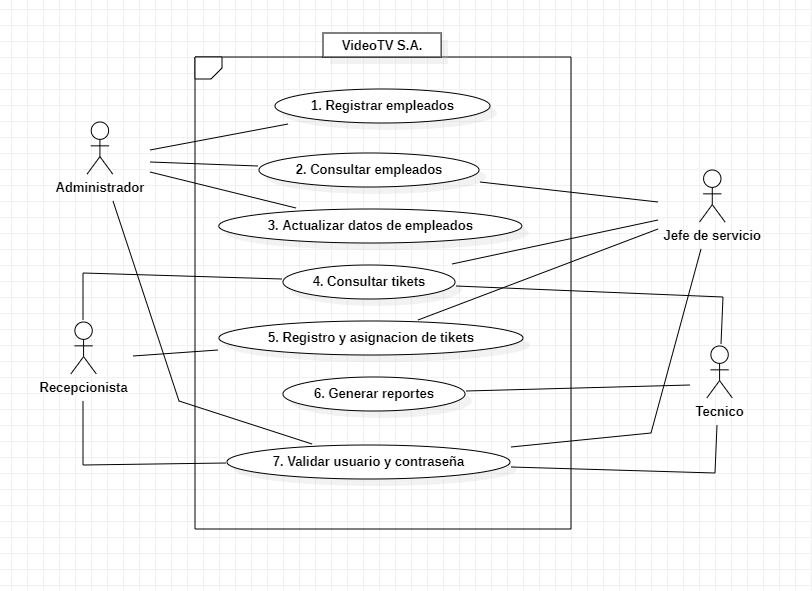 VideoTV S.A.
1. Registrar empleados
2. Consultar empleados
Administrador
3. Actualizar datos de empleados
Jefe de servicio
4. Consultar tikets
5. Registro y asignacion de tikets
Recepcionista
6. Generar reportes
Tecnico
7. Validar usuario y contraseña